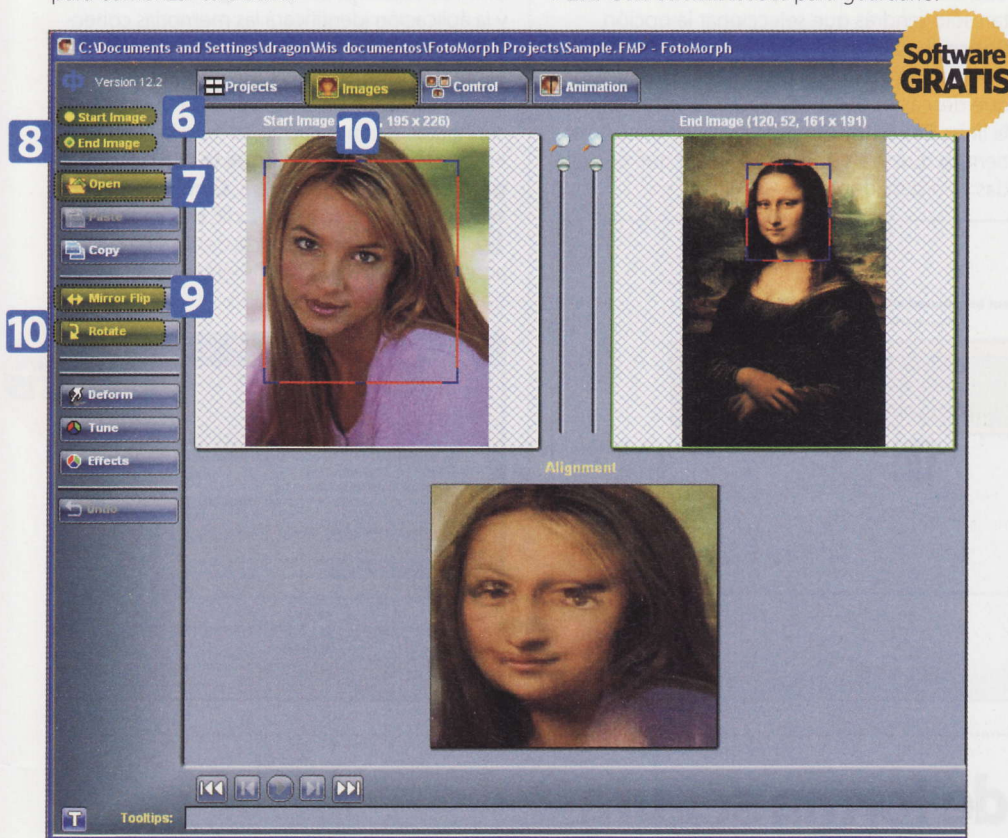 C:\Documents and Settings\dragon\Mis documentos\FotoMorph Projects\Sample.FMP - FotoMorph
Software
GRATIS
Version 12.2
Projects
Images
Control
Animation
Start Image
6
8
End Image
Start Image
10
, 195 x 226)
End Image (120, 52, 161 x 191)
Open
7
Paste
Copy
Mirror Flip
9
10
Rotate
Deform
Tune
Effects
Undo
Alignment
T
Tooltips: